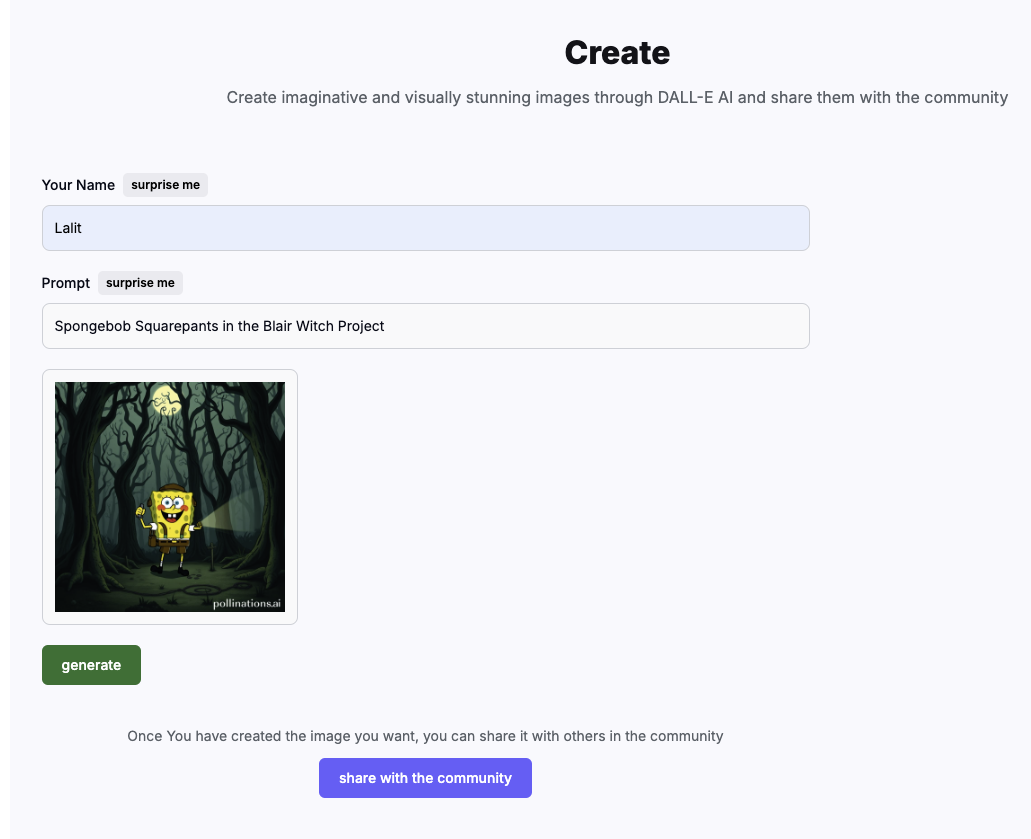 Create
Create imaginative and visually stunning images through DALL-E AI and share them with the community
Your Name surprise me
Lalit
Prompt surprise me
Spongebob Squarepants in the Blair Witch Project
pollinations.ai
generate
Once You have created the image you want, you can share it with others in the community
share with the community